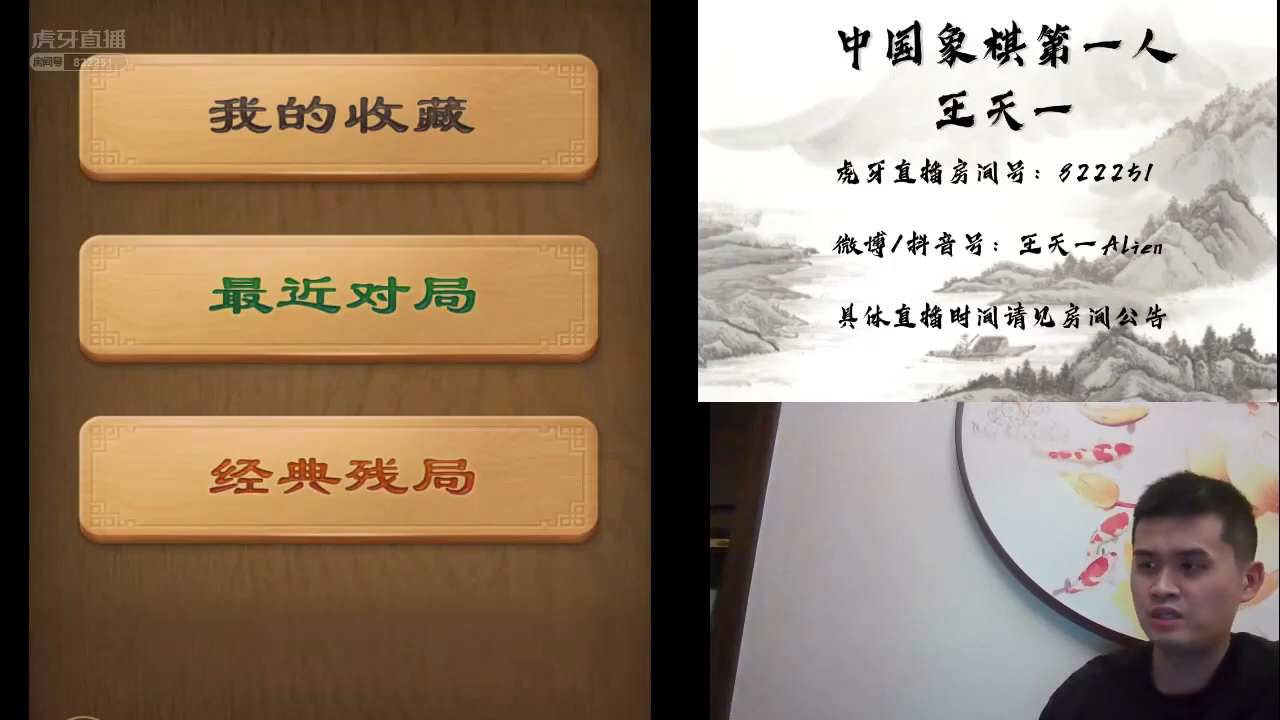 虎牙直播
房间号 822251
我的收藏
最近对局
经典残局
中国象棋第一人
王天一
虎牙直播房间号：822251
微博/抖音号：王天一Alien
具体直播时间请见房间公告